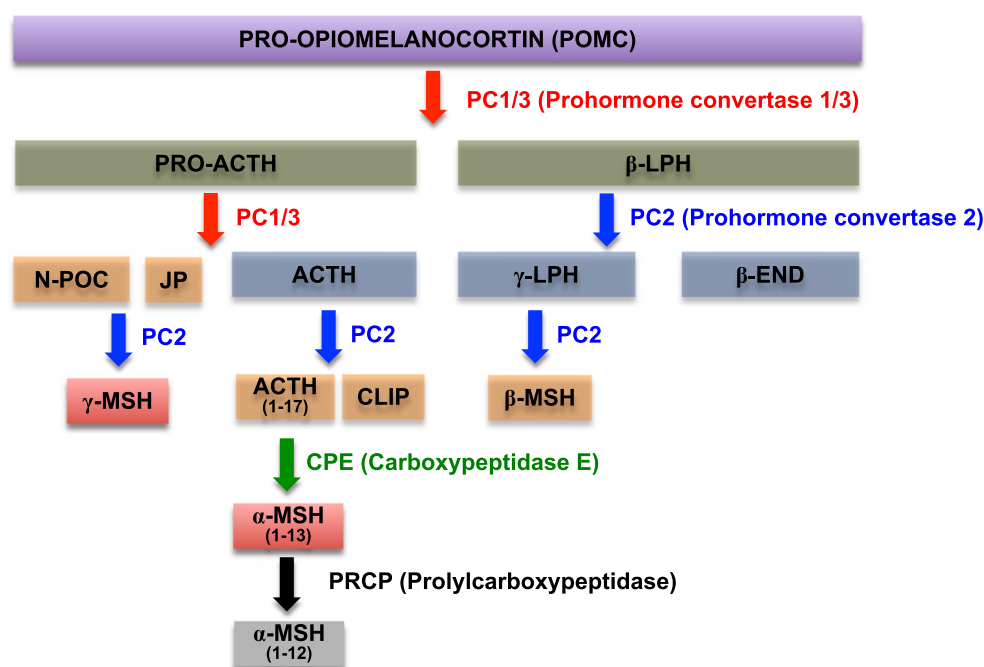 PRO-OPIOMELANOCORTIN (POMC)
PC1/3 (Prohormone convertase 1/3)
PRO-ACTH
β-LPH
PC1/3
PC2 (Prohormone convertase 2)
N-POC
JP
ACTH
γ-LPH
β-END
PC2
PC2
PC2
γ-MSH
ACTH
(1-17)
CLIP
β-MSH
CPE (Carboxypeptidase E)
α-MSH
(1-13)
PRCP (Prolylcarboxypeptidase)
α-MSH
(1-12)